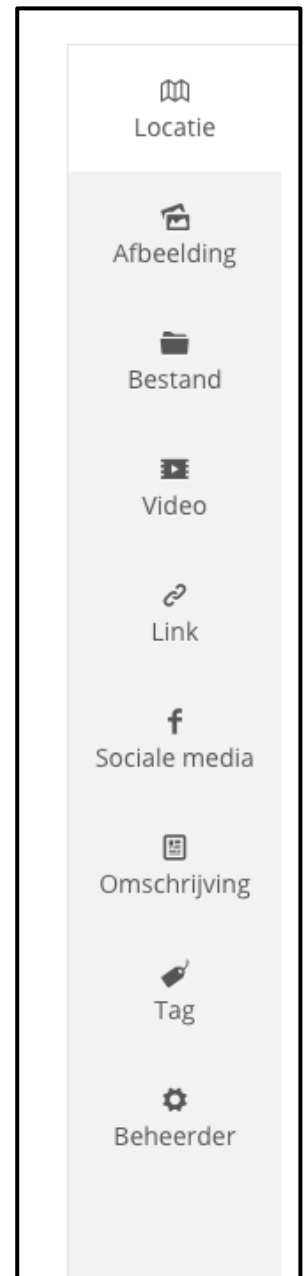 Locatie
Afbeelding
Bestand
Video
Link
Sociale media
Omschrijving
Tag
Beheerder